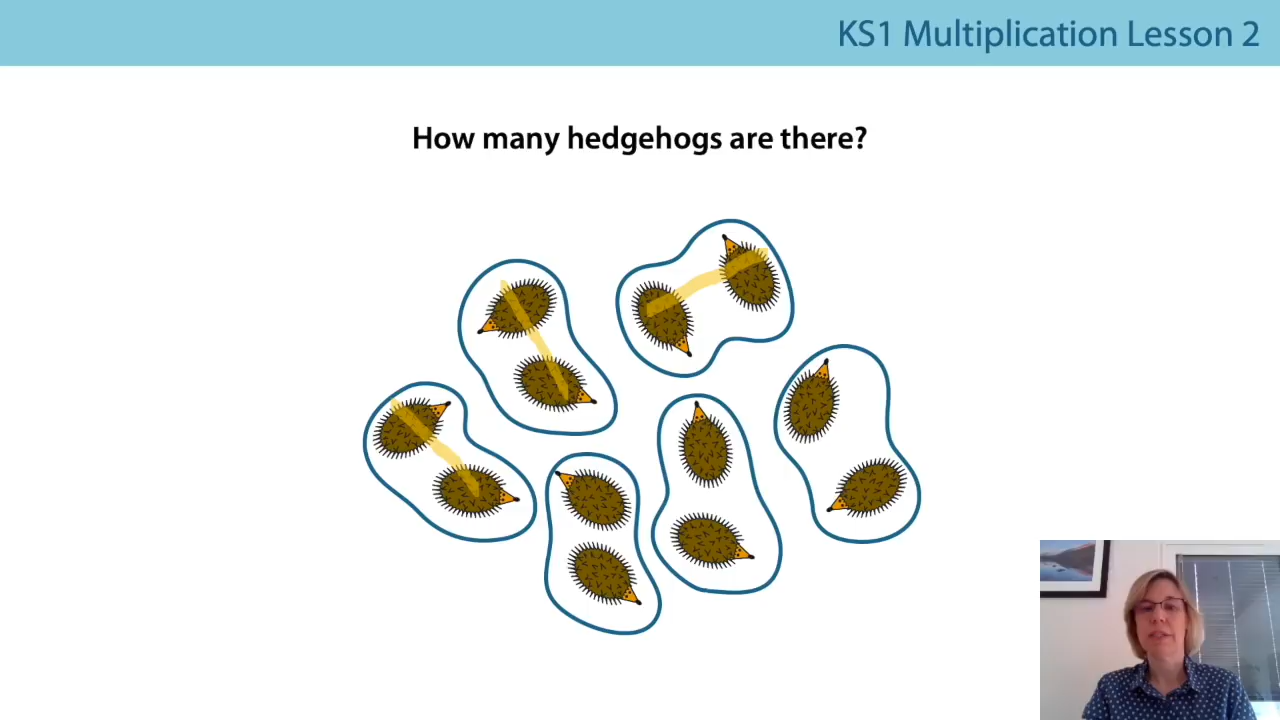 KS1 Multiplication Lesson 2
How many hedgehogs are there?